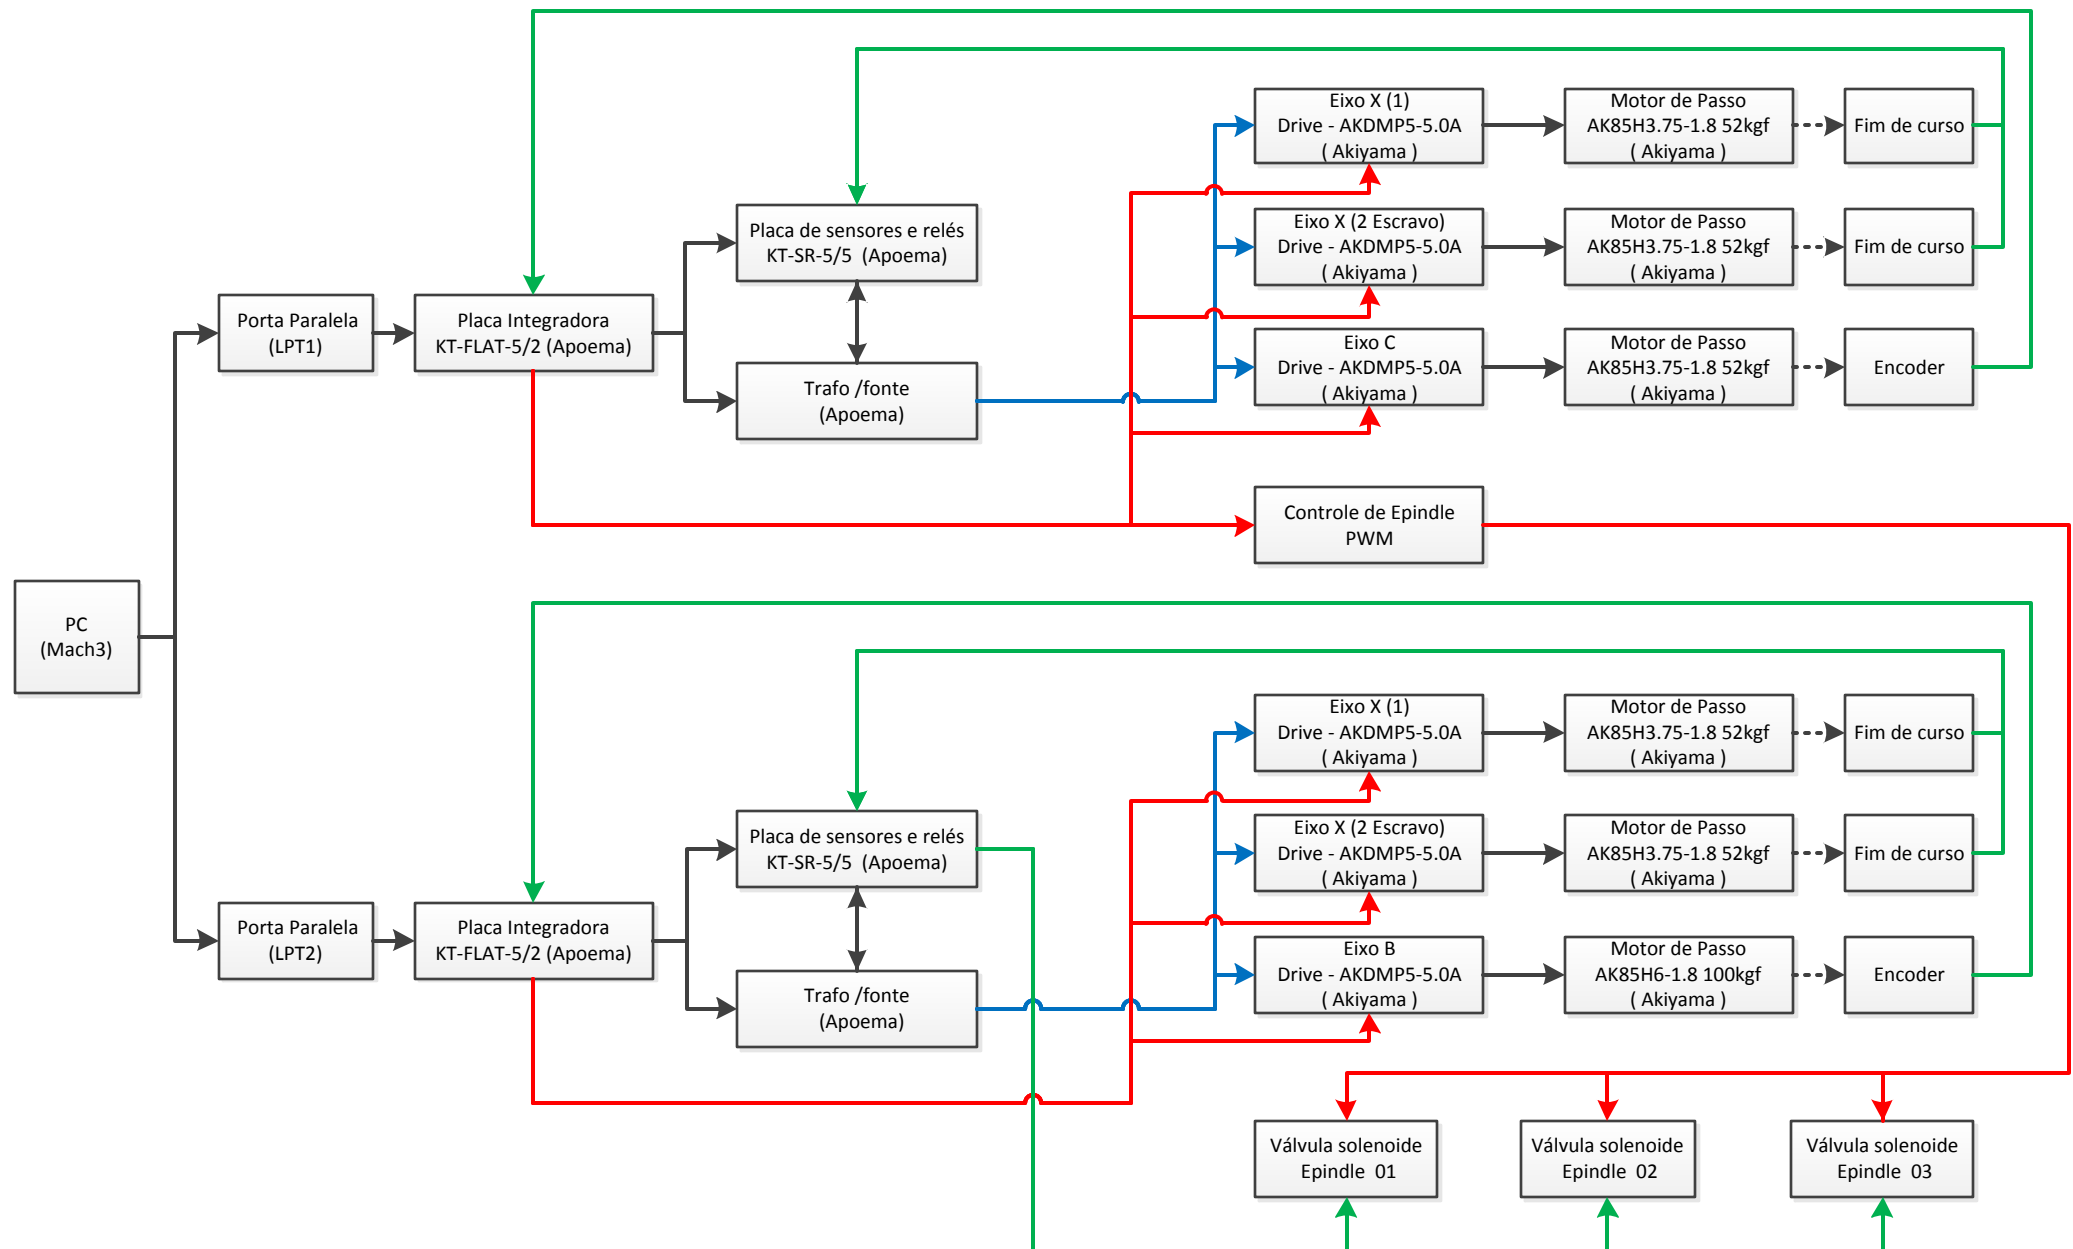 Eixo X (1)
Drive - AKDMP5-5.0A
( Akiyama )
Motor de Passo
AK85H3.75-1.8 52kgf
( Akiyama )
Fim de curso
Placa de sensores e relés
KT-SR-5/5  (Apoema)
Eixo X (2 Escravo)
Drive - AKDMP5-5.0A
( Akiyama )
Motor de Passo
AK85H3.75-1.8 52kgf
( Akiyama )
Fim de curso
Porta Paralela
(LPT1)
Placa Integradora
KT-FLAT-5/2 (Apoema)
Trafo /fonte
(Apoema)
Eixo C
Drive - AKDMP5-5.0A
( Akiyama )
Motor de Passo
AK85H3.75-1.8 52kgf
( Akiyama )
Encoder
Controle de Epindle
PWM
PC
(Mach3)
Eixo X (1)
Drive - AKDMP5-5.0A
( Akiyama )
Motor de Passo
AK85H3.75-1.8 52kgf
( Akiyama )
Fim de curso
Placa de sensores e relés
KT-SR-5/5  (Apoema)
Eixo X (2 Escravo)
Drive - AKDMP5-5.0A
( Akiyama )
Motor de Passo
AK85H3.75-1.8 52kgf
( Akiyama )
Fim de curso
Porta Paralela
(LPT2)
Placa Integradora
KT-FLAT-5/2 (Apoema)
Trafo /fonte
(Apoema)
Eixo B
Drive - AKDMP5-5.0A
( Akiyama )
Motor de Passo
AK85H6-1.8 100kgf
( Akiyama )
Encoder
Válvula solenoide
Epindle  01
Válvula solenoide
Epindle  02
Válvula solenoide
Epindle  03